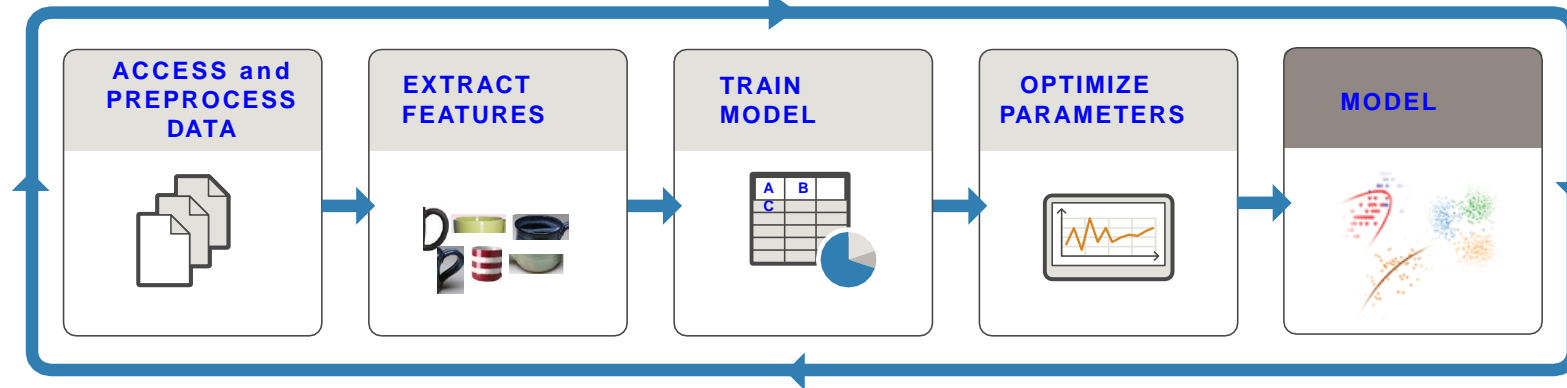 ACCESS and
PREPROCESS
DATA
EXTRACT
FEATURES
TRAIN
MODEL
A B
C
OPTIMIZE
PARAMETERS
MODEL